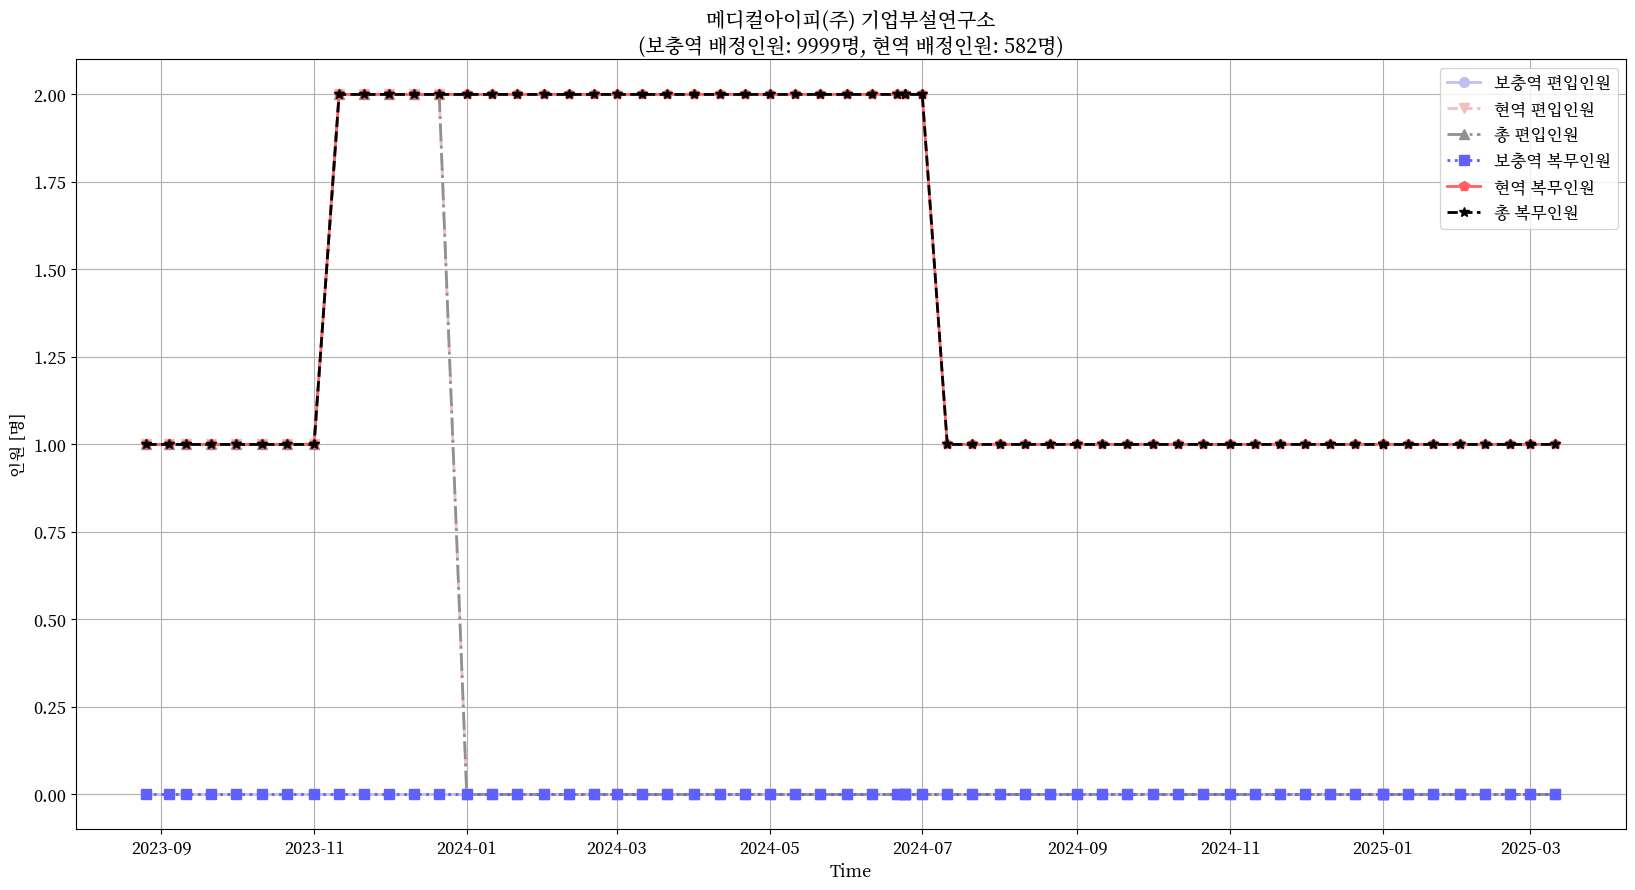 메디컬아이피(주) 기업부설연구소
(보충역 배정인원: 9999명, 현역 배정인원: 582명)
보충역 편입인원
현역 편입인원
총 편입인원
보충역 복무인원
현역 복무인원
총 복무인원
인원 [명]
2.00
1.75
1.50
1.25
1.00
0.75
0.50
0.25
0.00
2023-09
2023-11
2024-01
2024-03
2024-05
2024-07
2024-09
2024-11
2025-01
2025-03
Time